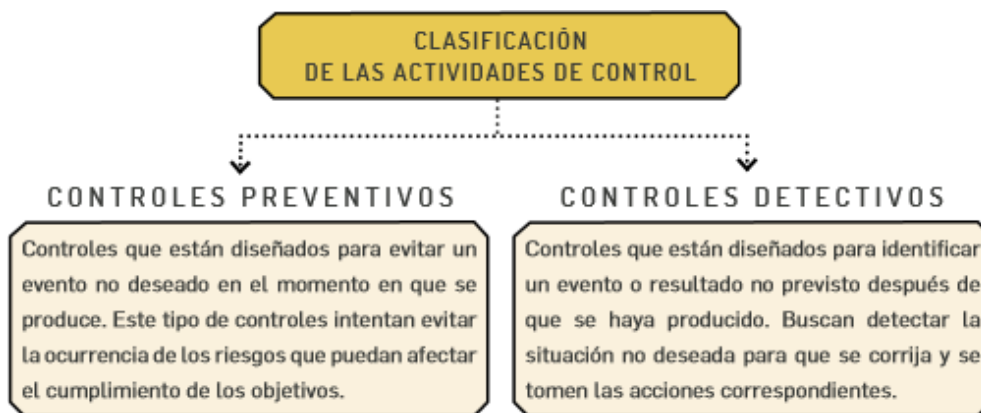 CLASIFICACIÓN
DE LAS ACTIVIDADES DE CONTROL
CONTROLES PREVENTIVOS
Controles que están diseñados para evitar un
evento no deseado en el momento en que se
produce. Este tipo de controles intentan evitar
la ocurrencia de los riesgos que puedan afectar
el cumplimiento de los objetivos.
CONTROLES DETECTIVOS
Controles que están diseñados para identificar
un evento o resultado no previsto después de
que se haya producido. Buscan detectar la
situación no deseada para que se corrija y se
tomen las acciones correspondientes.